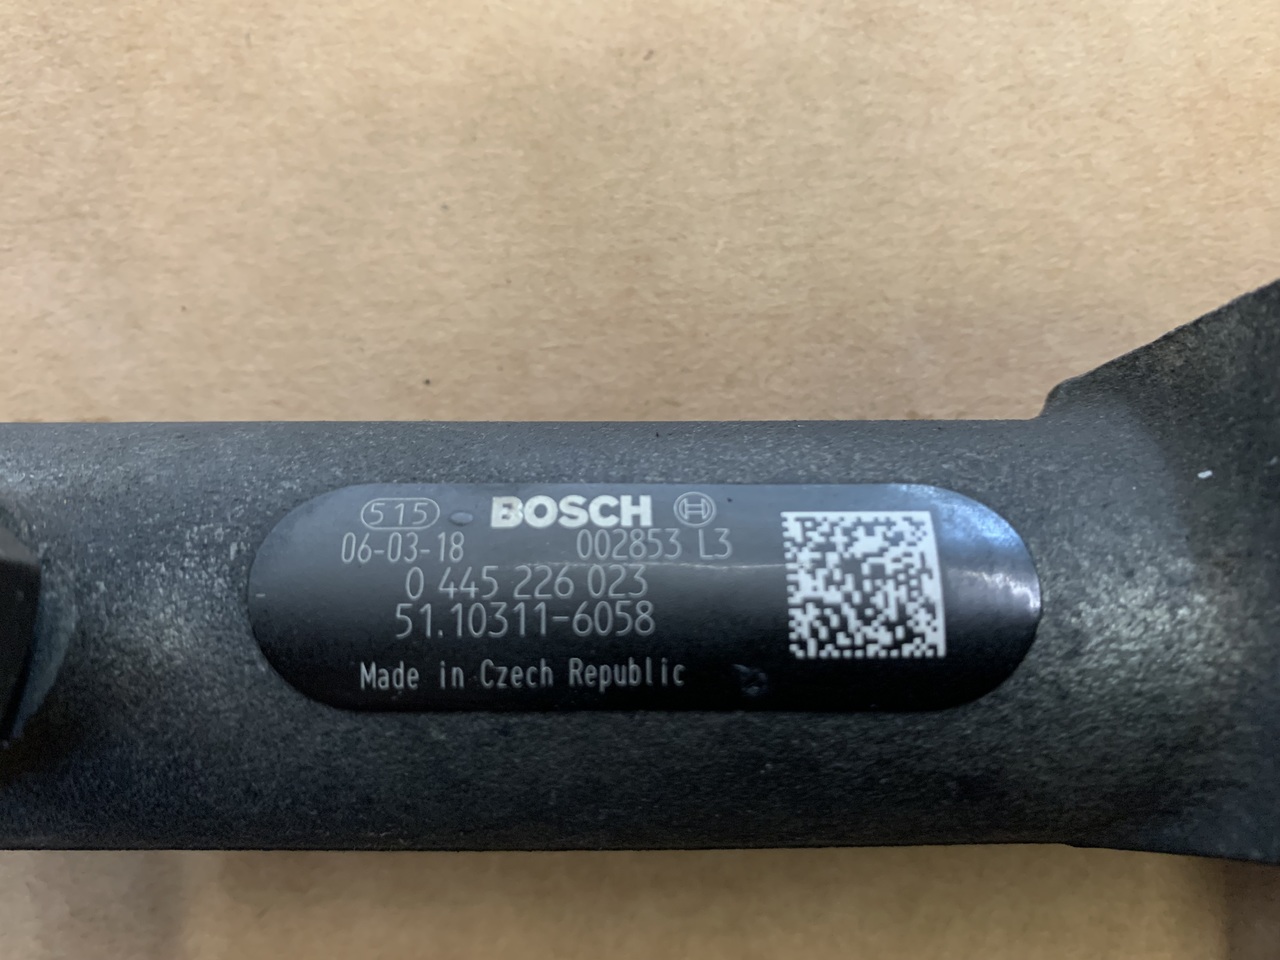 515 BOSCH
06-03-18 002853 L3
0 445 226 023
51.10311-6058
Made in Czech Republic